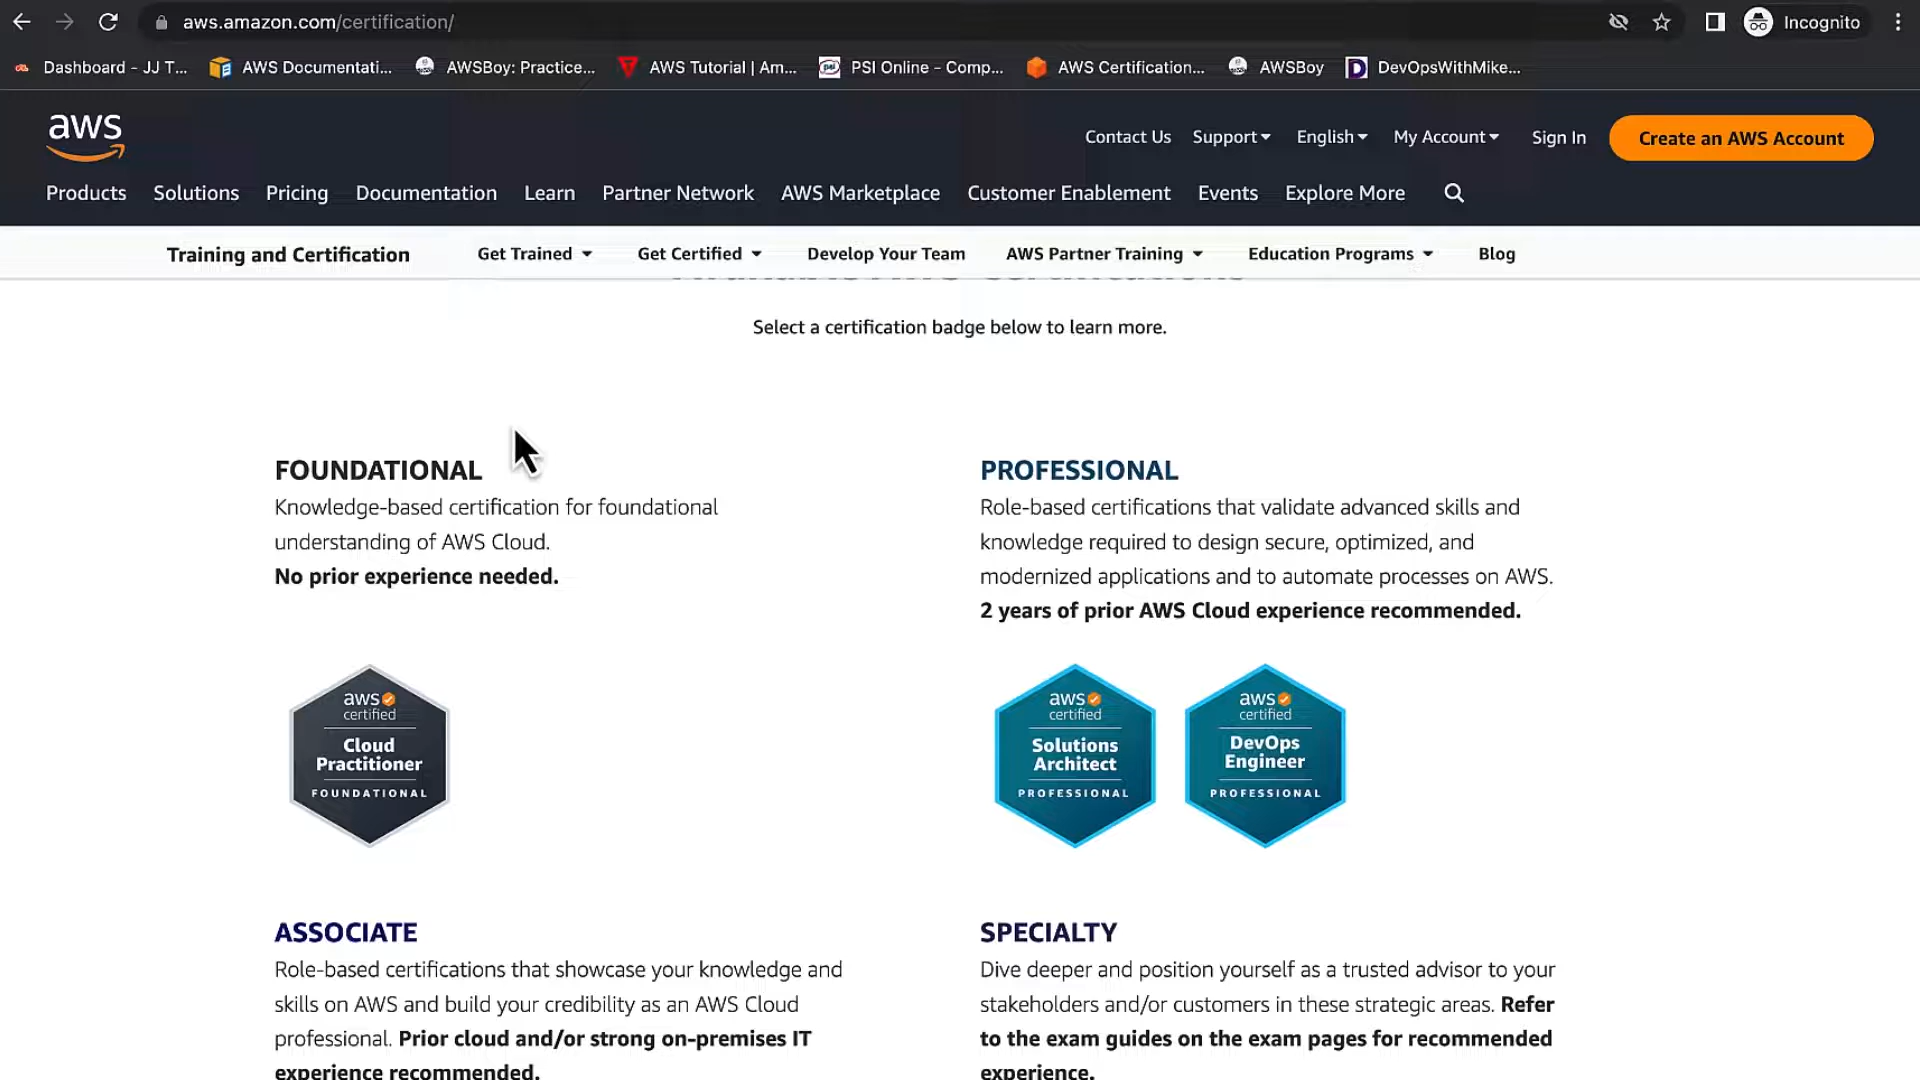 aws.amazon.com/certification/
Incognito
Dashboard - JJ T...
AWS Documentati...
AWSBoy: Practice...
AWS Tutorial | Am...
PSI Online - Comp...
AWS Certification...
AWSBoy
DevOpsWithMike...
aws
Contact Us
Support
English
My Account
Sign In
Create an AWS Account
Products
Solutions
Pricing
Documentation
Learn
Partner Network
AWS Marketplace
Customer Enablement
Events
Explore More
Training and Certification
Get Trained
Get Certified
Develop Your Team
AWS Partner Training
Education Programs
Blog
Select a certification badge below to learn more.
FOUNDATIONAL
Knowledge-based certification for foundational
understanding of AWS Cloud.
No prior experience needed.
aws
certified
Cloud
Practitioner
FOUNDATIONAL
PROFESSIONAL
Role-based certifications that validate advanced skills and
knowledge required to design secure, optimized, and
modernized applications and to automate processes on AWS.
2 years of prior AWS Cloud experience recommended.
aws
certified
Solutions
Architect
PROFESSIONAL
aws
certified
DevOps
Engineer
PROFESSIONAL
ASSOCIATE
Role-based certifications that showcase your knowledge and
skills on AWS and build your credibility as an AWS Cloud
professional. Prior cloud and/or strong on-premises IT
experience recommended.
SPECIALTY
Dive deeper and position yourself as a trusted advisor to your
stakeholders and/or customers in these strategic areas. Refer
to the exam guides on the exam pages for recommended
experience.